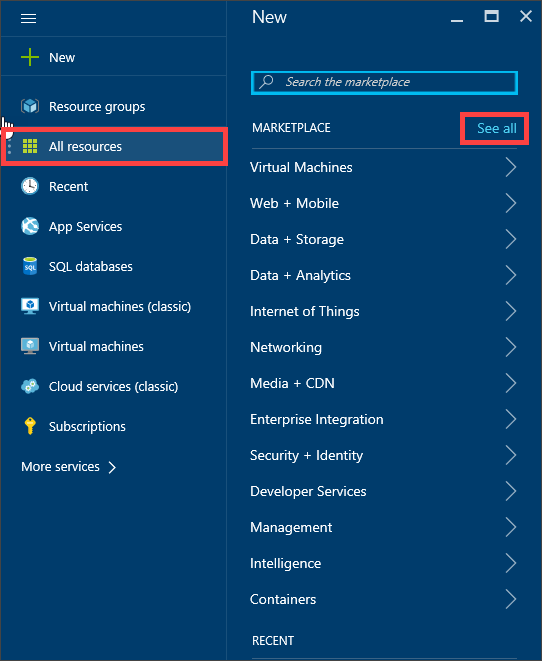 New
Resource groups
All resources
Recent
App Services
SQL
SQL databases
Virtual machines (classic)
Virtual machines
Cloud services (classic)
Subscriptions
More services
New
Search the marketplace
MARKETPLACE See all
Virtual Machines
Web + Mobile
Data + Storage
Data + Analytics
Internet of Things
Networking
Media + CDN
Enterprise Integration
Security + Identity
Developer Services
Management
Intelligence
Containers
RECENT